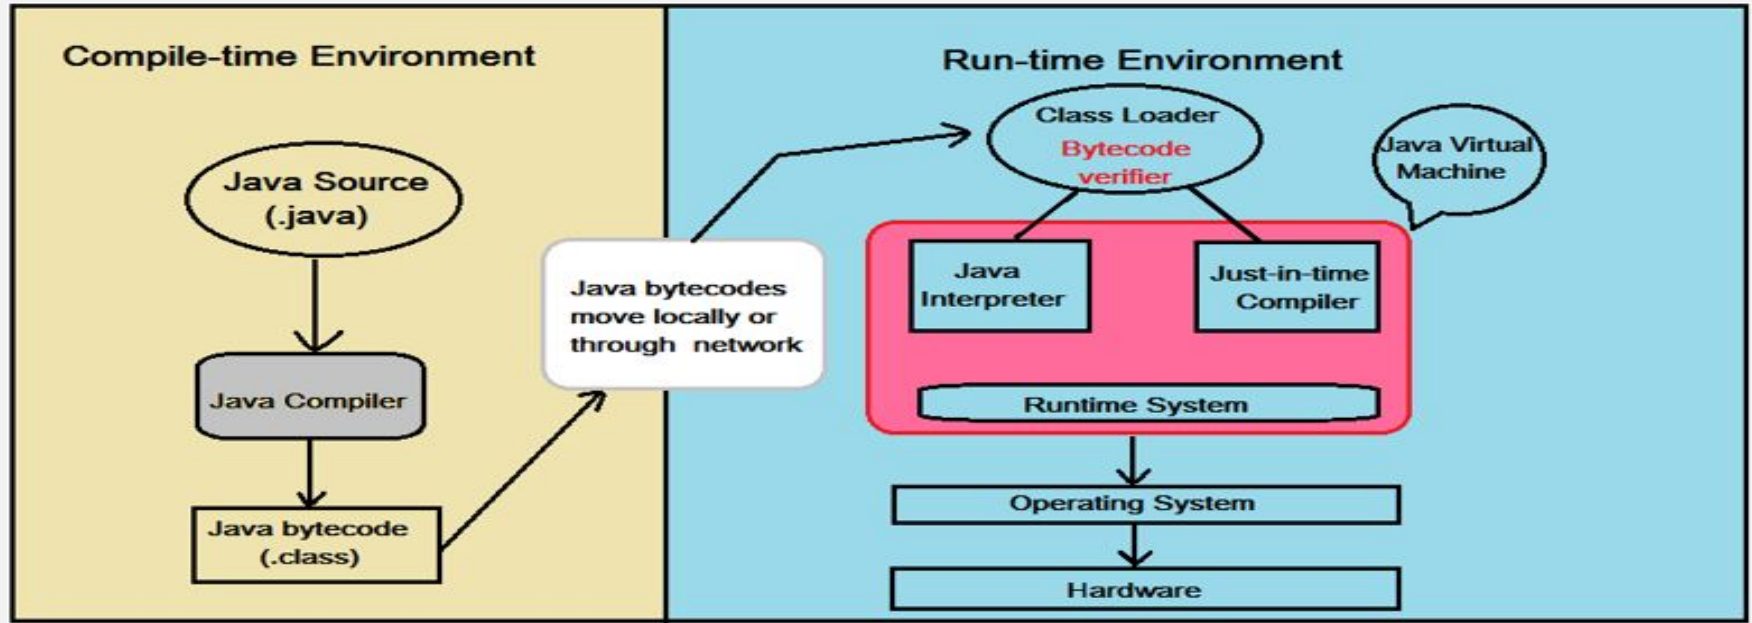 Compile-time Environment
Java Source
(.java)
Java Compiler
Java bytecode
(.class)
Java bytecodes
move locally or
through network
Run-time Environment
Class Loader
Bytecode
verifier
Java Virtual
Machine
Java
Interpreter
Just-in-time
Compiler
Runtime System
Operating System
Hardware